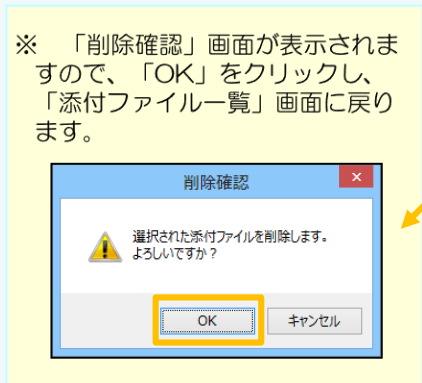 ※　「削除確認」画面が表示されま
すので、「OK」をクリックし、
「添付ファイル一覧」画面に戻り
ます。
削除確認
×
選択された添付ファイルを削除します。
よろしいですか？
OK
キャンセル